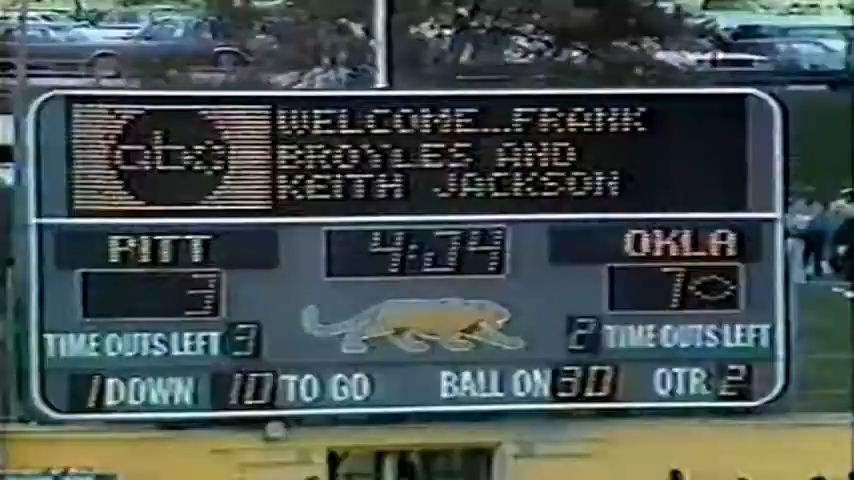 abc
WELCOME...FRANK
BROYLES AND
KEITH JACKSON
PITT 4:34 OKLA
3 7
TIME OUTS LEFT 3 2 TIME OUTS LEFT
1 DOWN 10 TO GO BALL ON 30 QTR 2